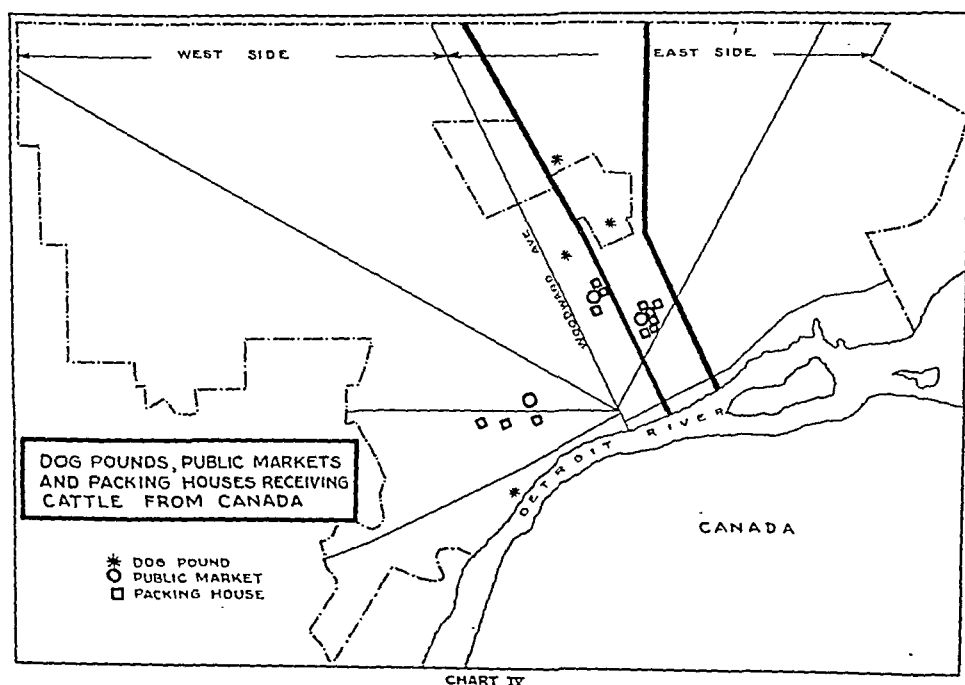 WEST SIDE
EAST SIDE
WOODWARD AVE
DETROIT RIVER
DOG POUNDS, PUBLIC MARKETS
AND PACKING HOUSES RECEIVING
CATTLE FROM CANADA
CANADA
DOG POUND
PUBLIC MARKET
PACKING HOUSE
CHART IV